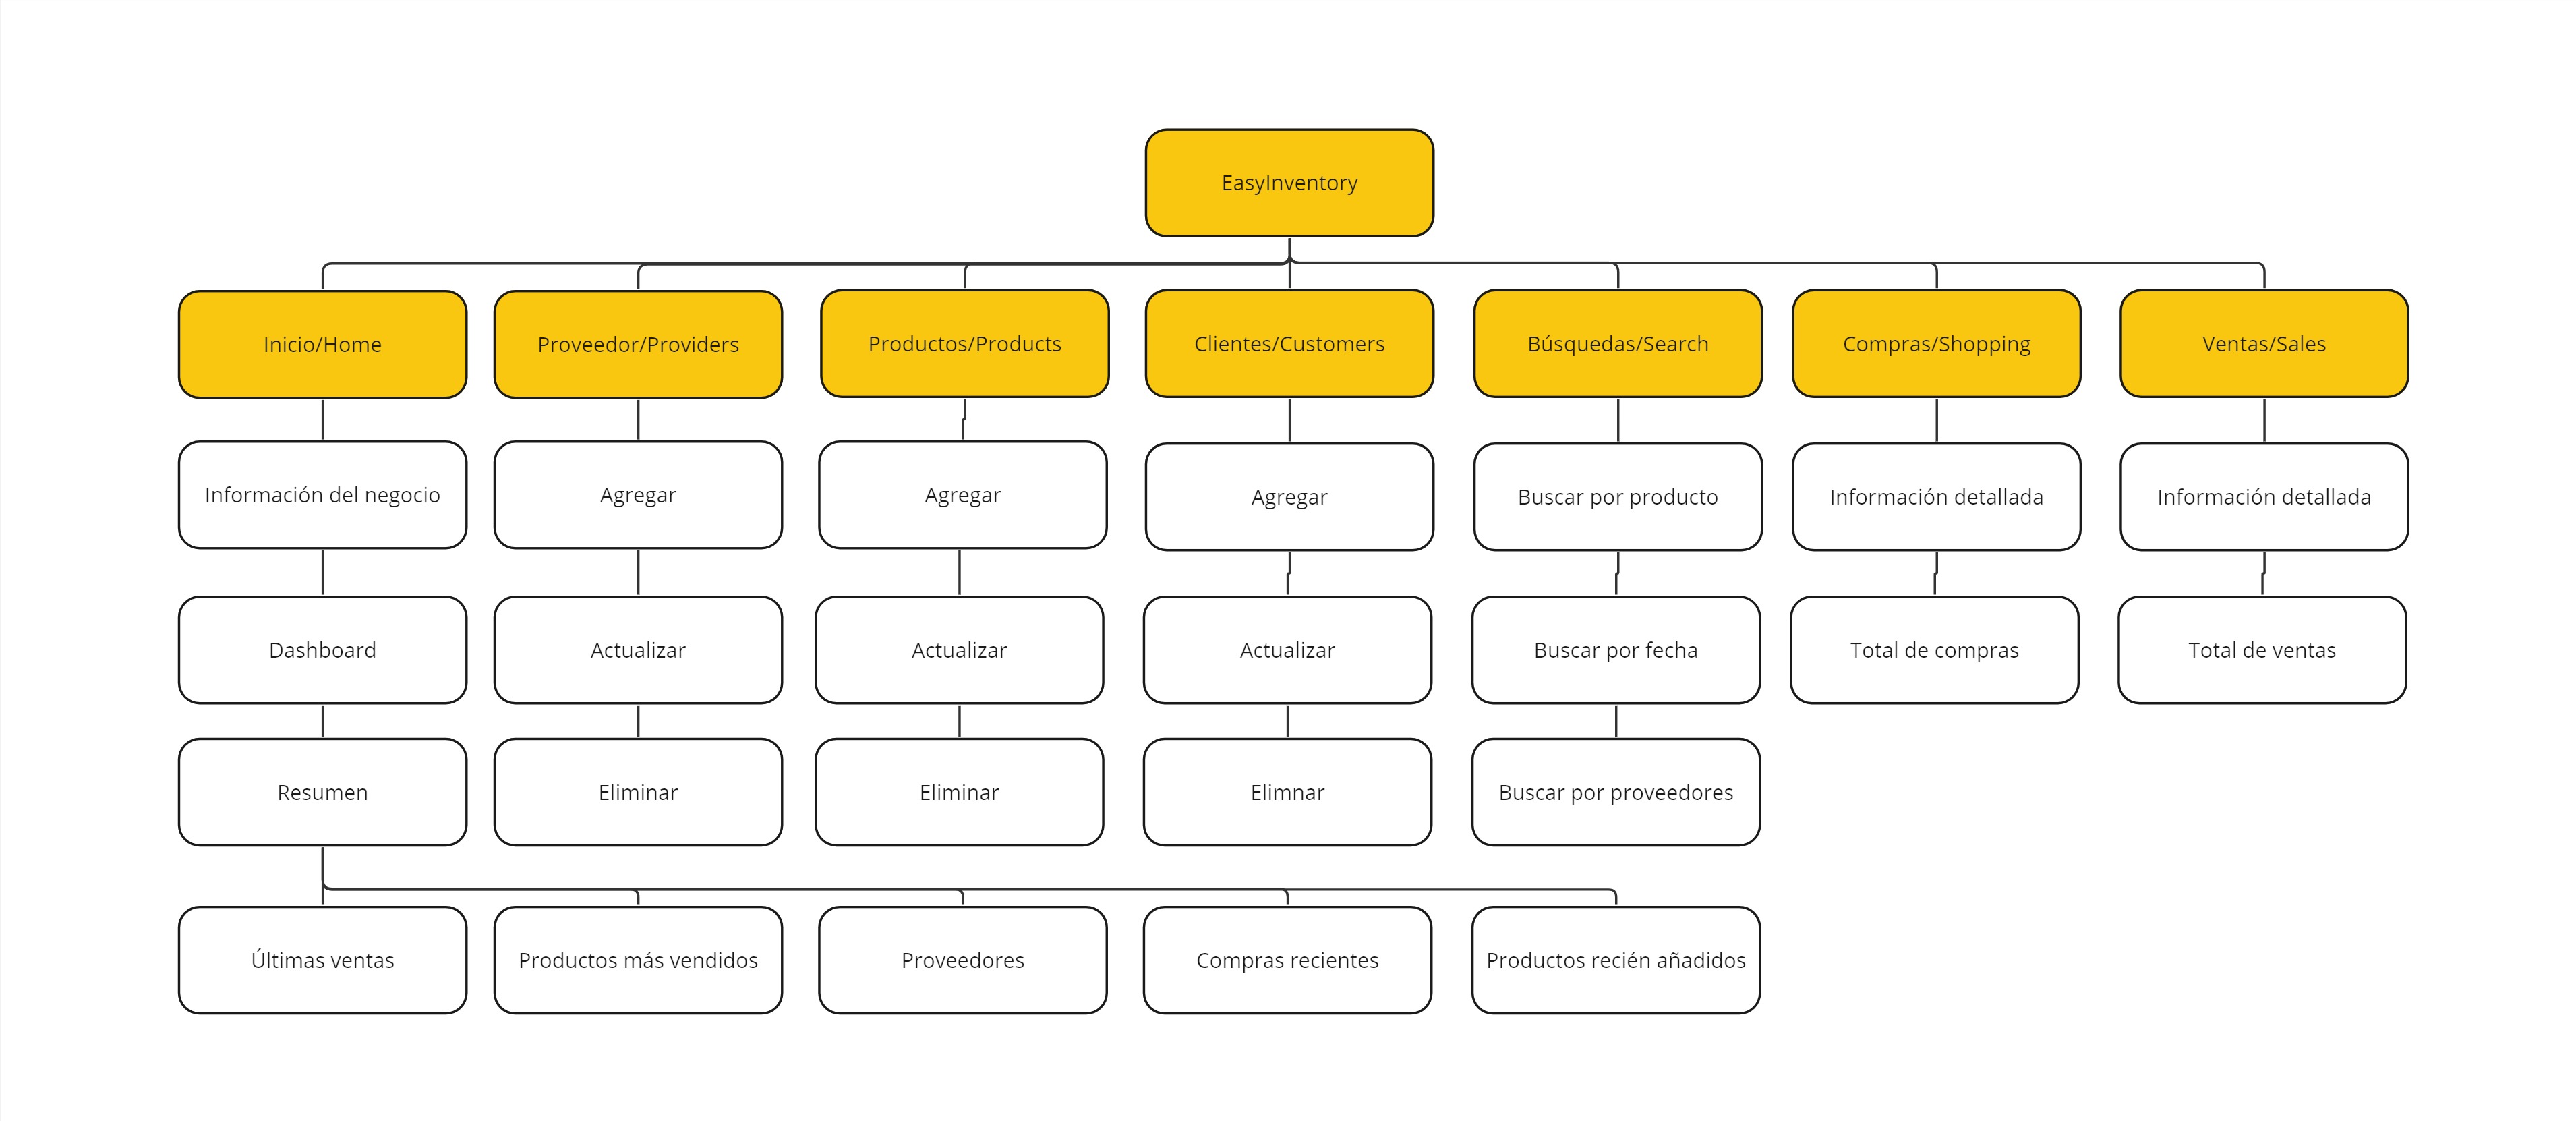 EasyInventory
Inicio/Home
Proveedor/Providers
Productos/Products
Clientes/Customers
Búsquedas/Search
Compras/Shopping
Ventas/Sales
Información del negocio
Agregar
Agregar
Agregar
Buscar por producto
Información detallada
Información detallada
Dashboard
Actualizar
Actualizar
Actualizar
Buscar por fecha
Total de compras
Total de ventas
Resumen
Eliminar
Eliminar
Elimnar
Buscar por proveedores
Últimas ventas
Productos más vendidos
Proveedores
Compras recientes
Productos recién añadidos